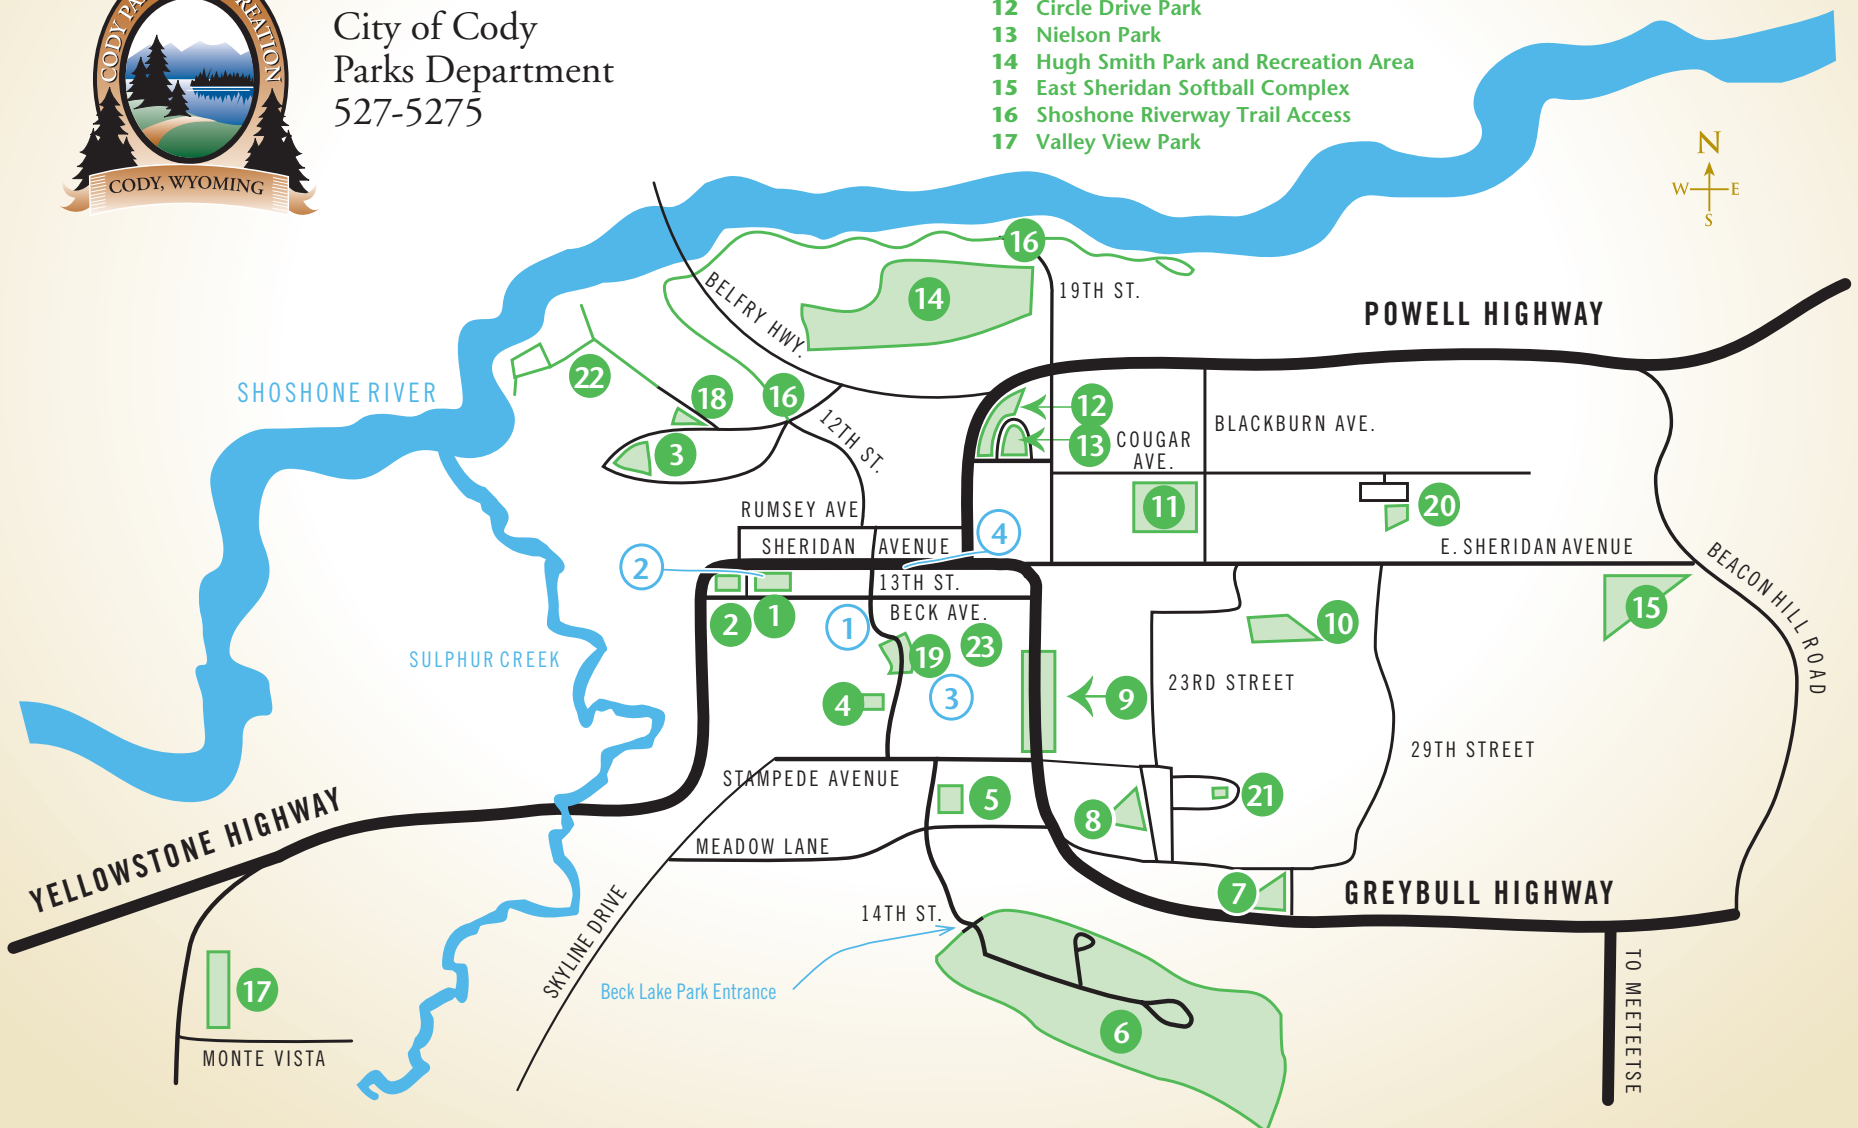 CODY PA
REATION
CODY, WYOMING
City of Cody
Parks Department
527-5275
12 Circle Drive Park
13 Nielson Park
14 Hugh Smith Park and Recreation Area
15 East Sheridan Softball Complex
16 Shoshone Riverway Trail Access
17 Valley View Park
N
W E
S
16
BELFRY HWY.
14
19TH ST.
POWELL HIGHWAY
22
SHOSHONE RIVER
18
16
12
12TH ST.
13
COUGAR
AVE.
BLACKBURN AVE.
3
RUMSEY AVE
11
20
4
SHERIDAN AVENUE
E. SHERIDAN AVENUE
BEACON HILL ROAD
2
13TH ST.
2
1
1
BECK AVE.
10
15
SULPHUR CREEK
19
23
4
3
9
23RD STREET
29TH STREET
STAMPEDE AVENUE
5
8
21
YELLOWSTONE HIGHWAY
MEADOW LANE
7
GREYBULL HIGHWAY
SKYLINE DRIVE
14TH ST.
Beck Lake Park Entrance
17
6
TO MEETEETSE
MONTE VISTA